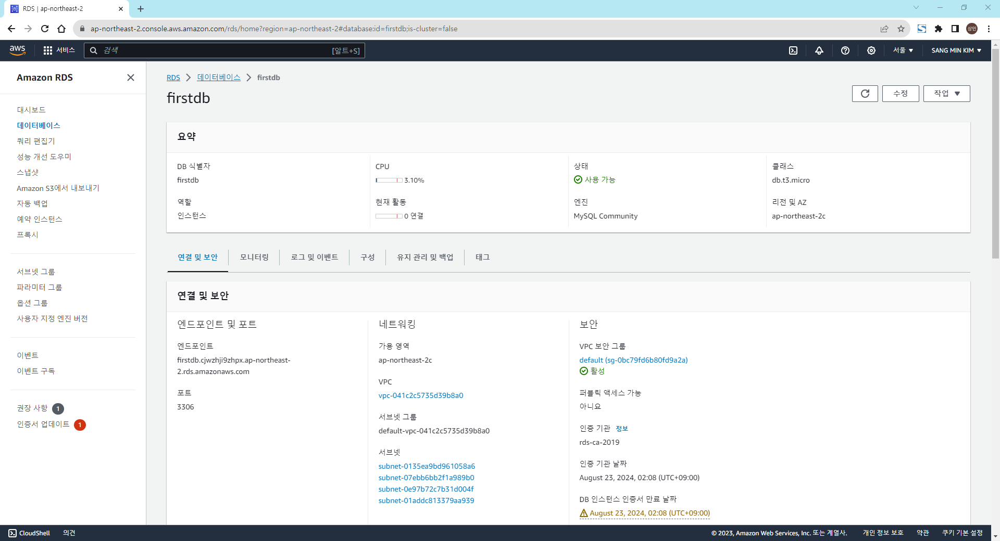 RDS | ap-northeast-2
ap-northeast-2.console.aws.amazon.com/rds/home?region=ap-northeast-2#database:id=firstdb;is-cluster=false
상민
aws
서비스
검색
[알트+S]
서울
SANG MIN KIM
Amazon RDS
대시보드
데이터베이스
쿼리 편집기
성능 개선 도우미
스냅샷
Amazon S3에서 내보내기
자동 백업
예약 인스턴스
프록시
서브넷 그룹
파라미터 그룹
옵션 그룹
사용자 지정 엔진 버전
이벤트
이벤트 구독
권장 사항 1
인증서 업데이트 1
RDS > 데이터베이스 > firstdb
firstdb
수정
작업
요약
DB 식별자
firstdb
역할
인스턴스
CPU
3.10%
현재 활동
0 연결
상태
사용 가능
엔진
MySQL Community
클래스
db.t3.micro
리전 및 AZ
ap-northeast-2c
연결 및 보안
모니터링
로그 및 이벤트
구성
유지 관리 및 백업
태그
연결 및 보안
엔드포인트 및 포트
엔드포인트
firstdb.cjwzhji9zhpx.ap-northeast-
2.rds.amazonaws.com
포트
3306
네트워킹
가용 영역
ap-northeast-2c
VPC
vpc-041c2c5735d39b8a0
서브넷 그룹
default-vpc-041c2c5735d39b8a0
서브넷
subnet-0135ea9bd961058a6
subnet-07ebb6bb2f1a989b0
subnet-0e97b72c7b31d004f
subnet-01addc813379aa939
보안
VPC 보안 그룹
default (sg-0bc79fd6b80fd9a2a)
활성
퍼블릭 액세스 가능
아니요
인증 기관 정보
rds-ca-2019
인증 기관 날짜
August 23, 2024, 02:08 (UTC+09:00)
DB 인스턴스 인증서 만료 날짜
August 23, 2024, 02:08 (UTC+09:00)
CloudShell
의견
© 2023, Amazon Web Services, Inc. 또는 계열사.
개인 정보 보호
약관
쿠키 기본 설정